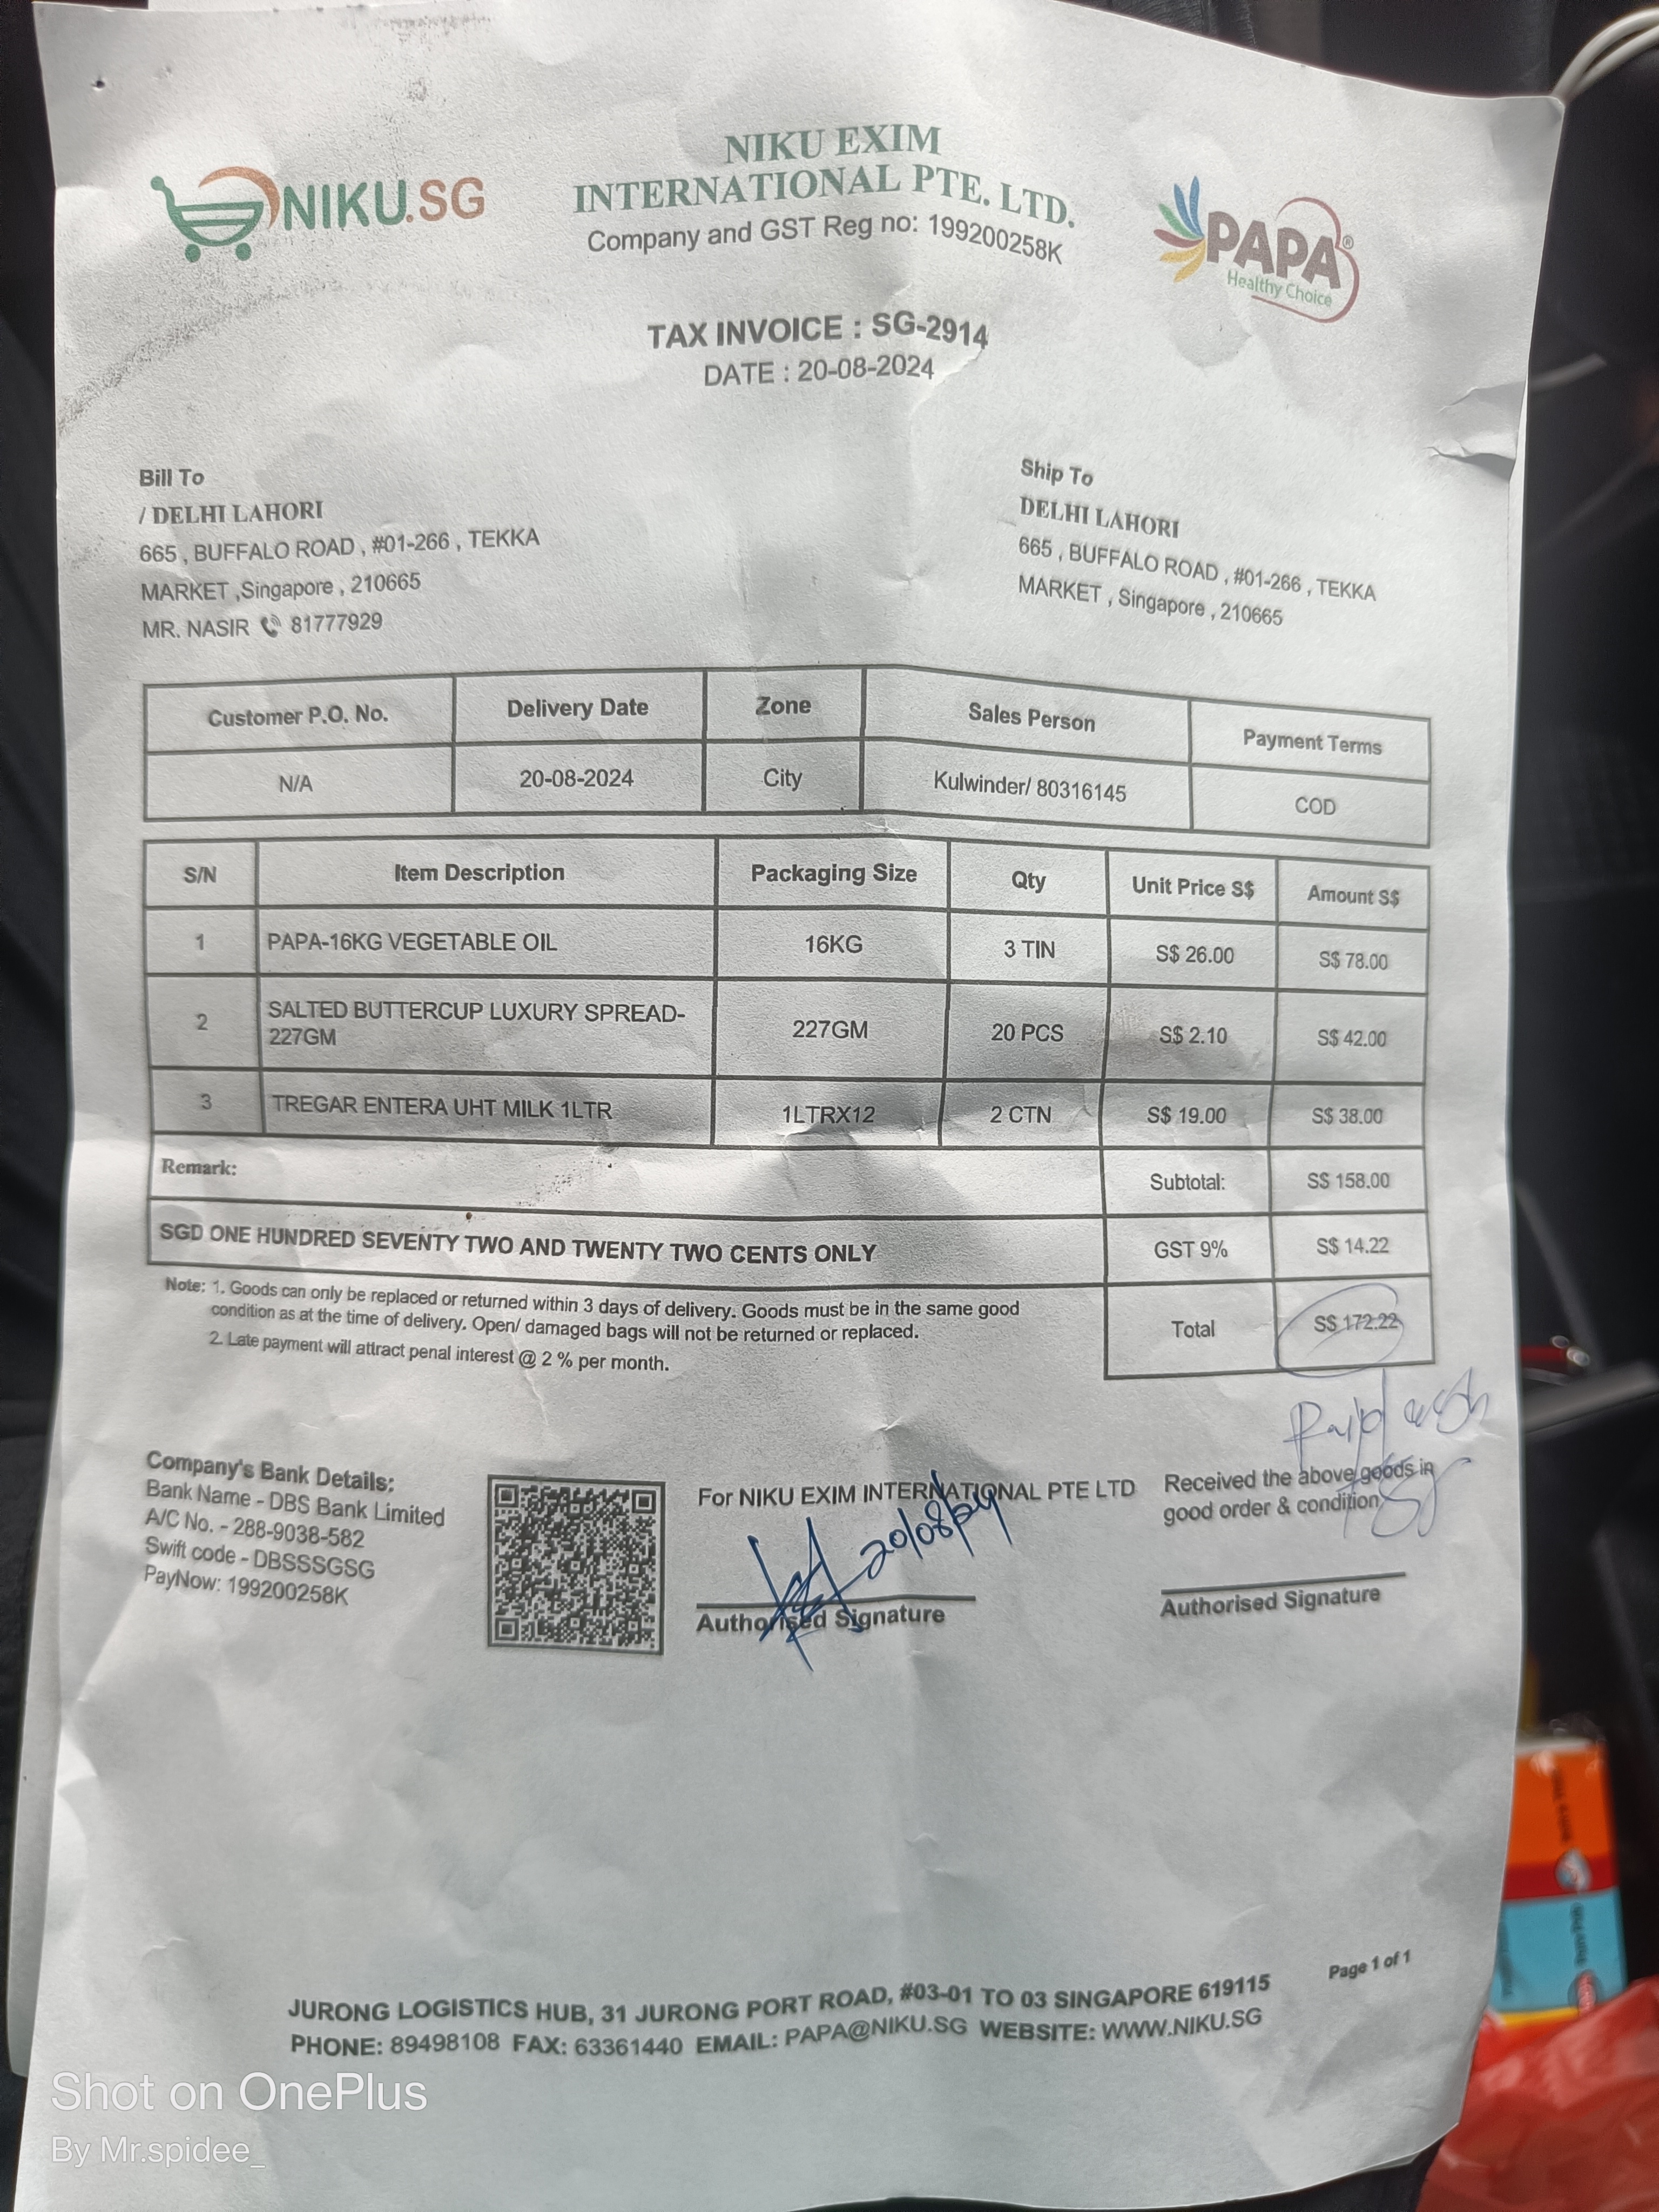 NIKU.SG
NIKU EXIM
INTERNATIONAL PTE. LTD.
Company and GST Reg no: 199200258K
PAPA®
Healthy Choice
TAX INVOICE : SG-2914
DATE : 20-08-2024
Bill To
/ DELHI LAHORI
665 , BUFFALO ROAD , #01-266 , TEKKA
MARKET ,Singapore , 210665
MR. NASIR 81777929
Ship To
DELHI LAHORI
665 , BUFFALO ROAD , #01-266 , TEKKA
MARKET , Singapore , 210665
Customer P.O. No. Delivery Date Zone Sales Person Payment Terms
N/A 20-08-2024 City Kulwinder/ 80316145 COD
S/N Item Description Packaging Size Qty Unit Price S$ Amount S$
1 PAPA-16KG VEGETABLE OIL 16KG 3 TIN S$ 26.00 S$ 78.00
2 SALTED BUTTERCUP LUXURY SPREAD-
227GM 227GM 20 PCS S$ 2.10 S$ 42.00
3 TREGAR ENTERA UHT MILK 1LTR 1LTRX12 2 CTN S$ 19.00 S$ 38.00
Remark: Subtotal: S$ 158.00
SGD ONE HUNDRED SEVENTY TWO AND TWENTY TWO CENTS ONLY GST 9% S$ 14.22
Total S$ 172.22
Note: 1. Goods can only be replaced or returned within 3 days of delivery. Goods must be in the same good
condition as at the time of delivery. Open/ damaged bags will not be returned or replaced.
2. Late payment will attract penal interest @ 2 % per month.
Paid cash
Company's Bank Details:
Bank Name - DBS Bank Limited
A/C No. - 288-9038-582
Swift code - DBSSSGSG
PayNow: 199200258K
For NIKU EXIM INTERNATIONAL PTE LTD
20/08/24
Authorised Signature
Received the above goods in
good order & condition
Authorised Signature
Page 1 of 1
JURONG LOGISTICS HUB, 31 JURONG PORT ROAD, #03-01 TO 03 SINGAPORE 619115
PHONE: 89498108 FAX: 63361440 EMAIL: PAPA@NIKU.SG WEBSITE: WWW.NIKU.SG
Shot on OnePlus
By Mr.spidee_